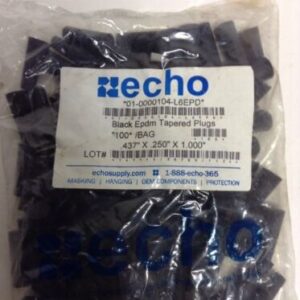 echo
*01-0000104-L6EPD*
Black Epdm Tapered Plugs
*100* /BAG
.437" X .250" X 1.000"
LOT#
echosupply.com 1-888-echo-365
MASKING | HANGING | OEM COMPONENTS | PROTECTION
echo